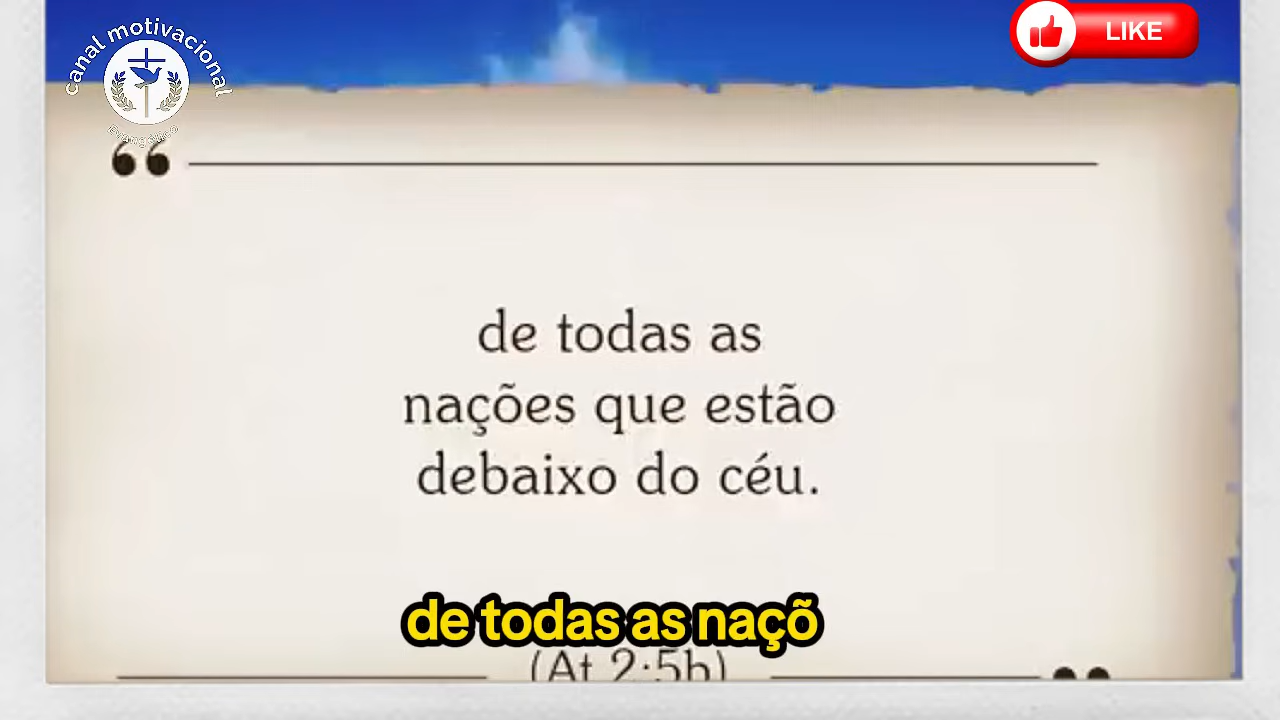 canal motivacional
evangélico
LIKE
de todas as
nações que estão
debaixo do céu.
de todas as naçõ
(At 2:5b)